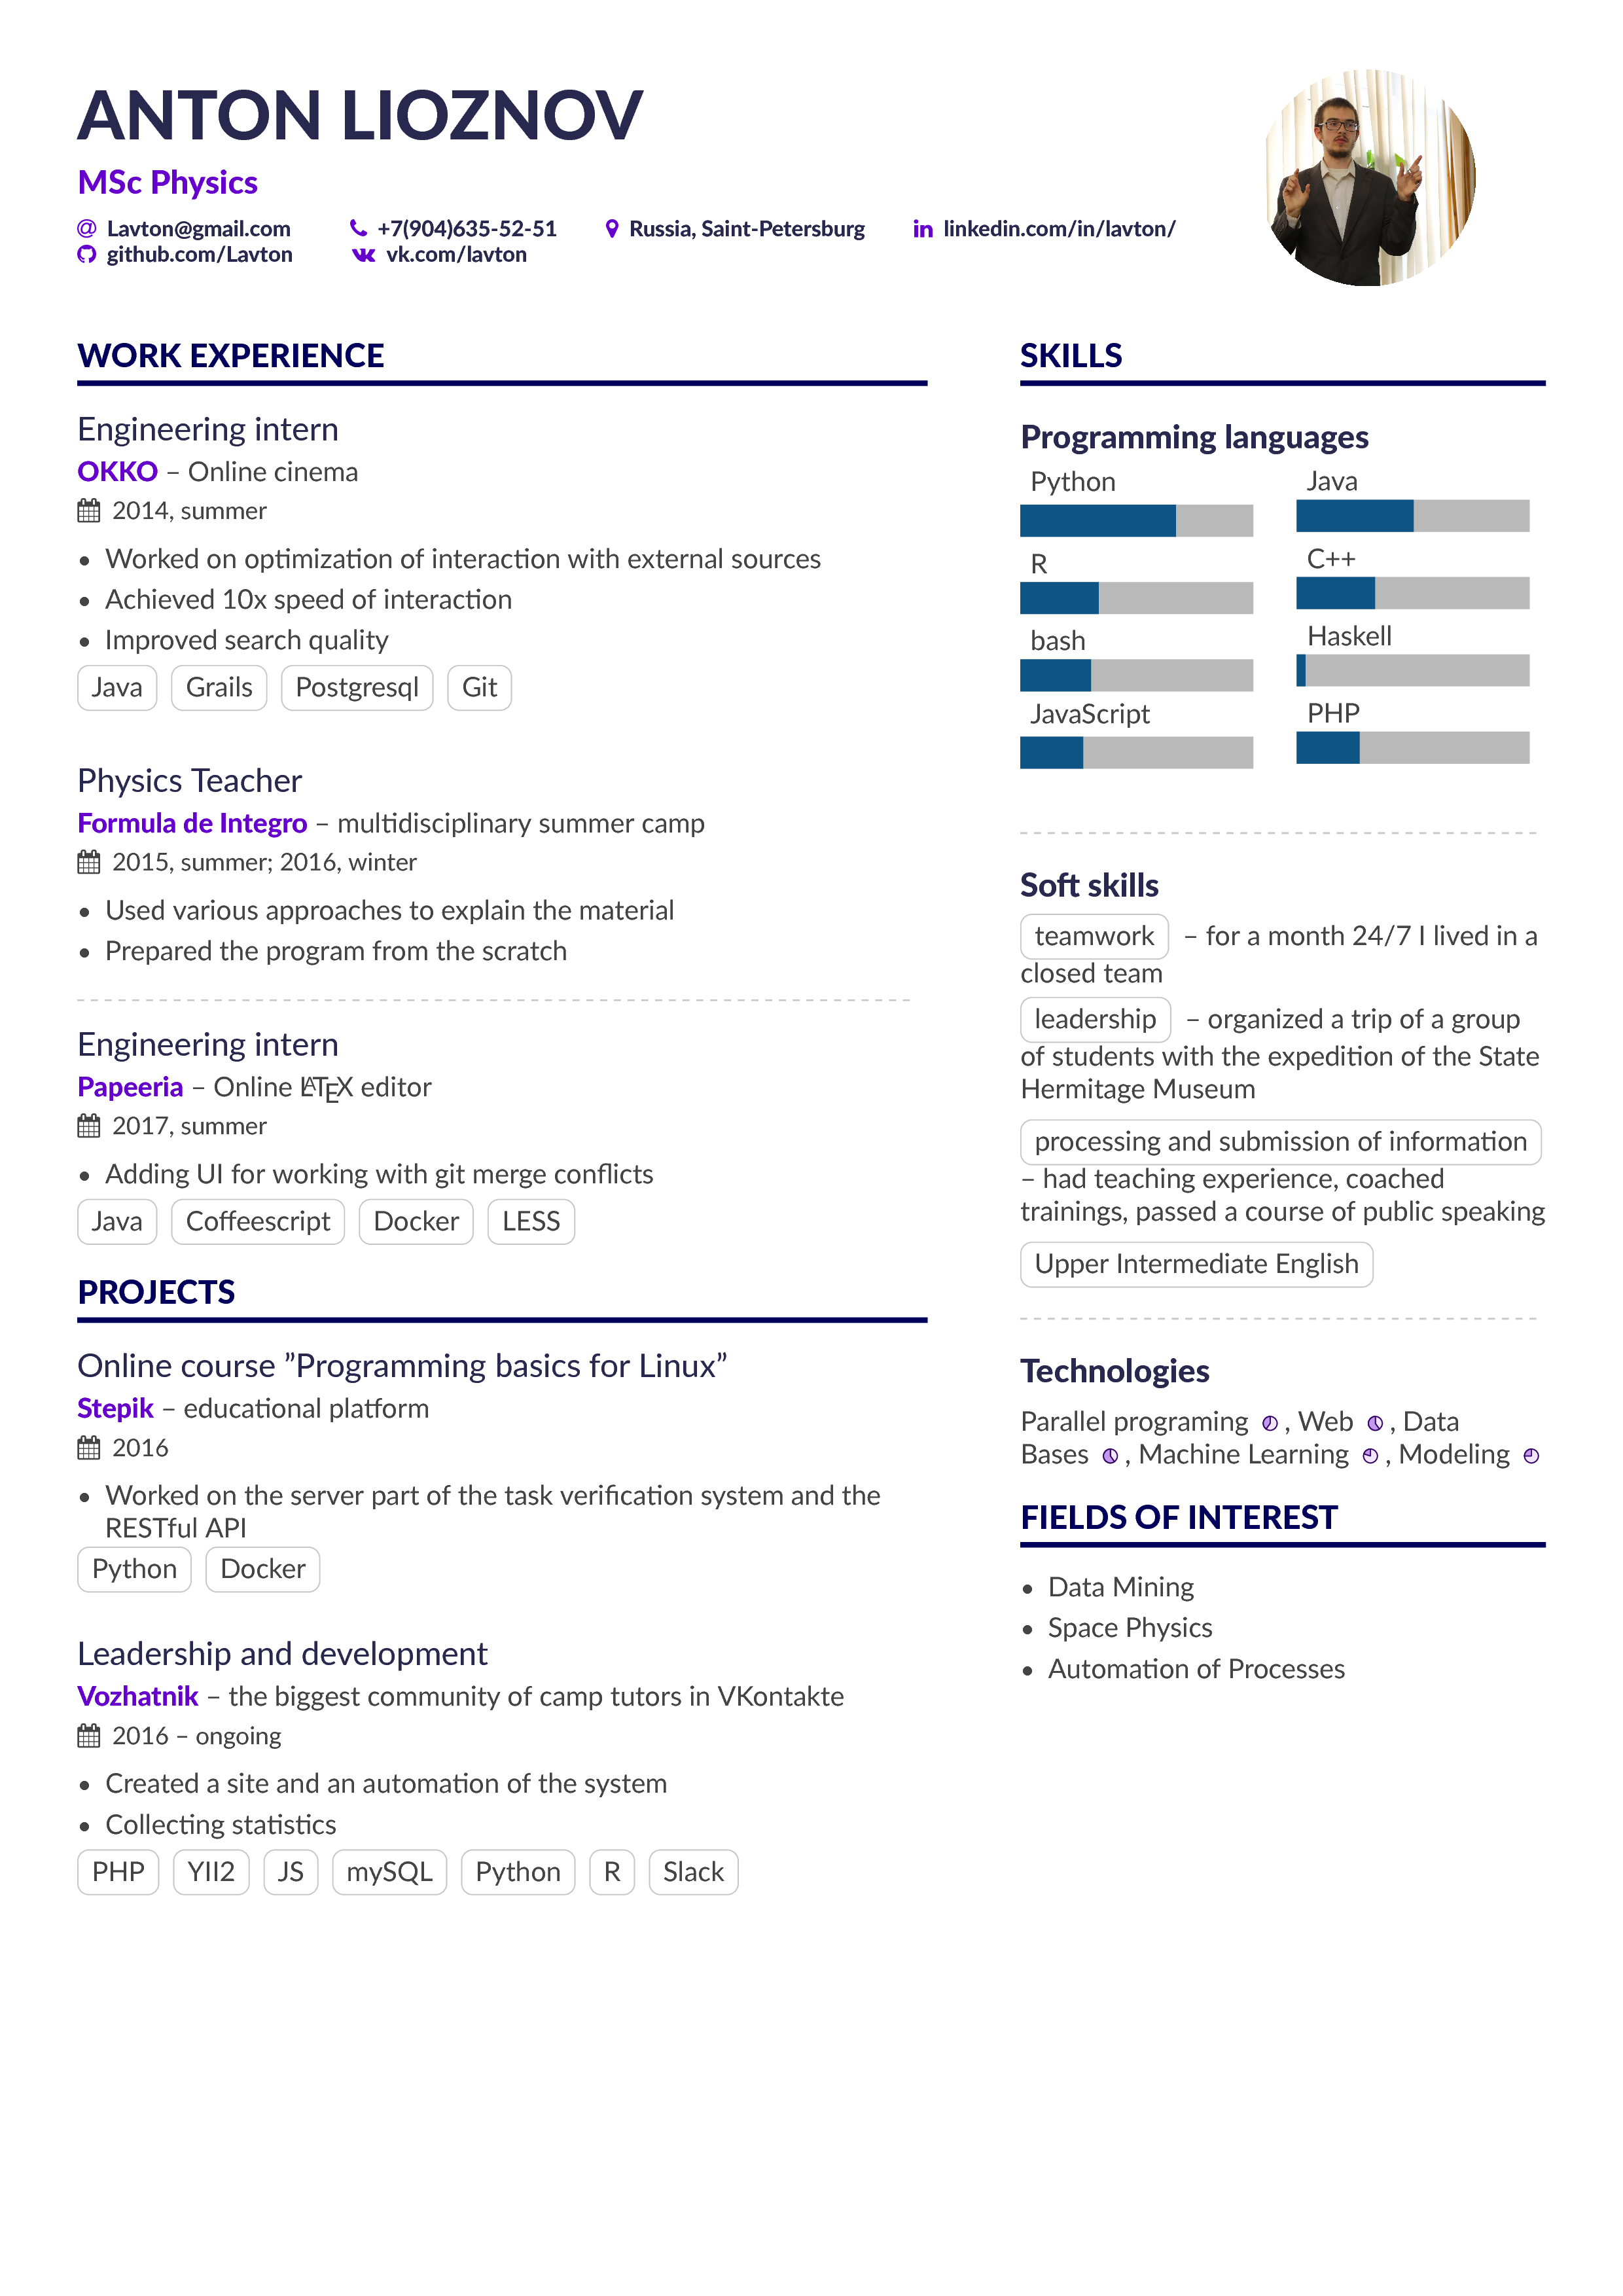 ANTON LIOZNOV
MSc Physics
Lavton@gmail.com +7(904)635-52-51 Russia, Saint-Petersburg linkedin.com/in/lavton/
github.com/Lavton vk.com/lavton
WORK EXPERIENCE
Engineering intern
OKKO – Online cinema
2014, summer
• Worked on optimization of interaction with external sources
• Achieved 10x speed of interaction
• Improved search quality
Java Grails Postgresql Git
Physics Teacher
Formula de Integro – multidisciplinary summer camp
2015, summer; 2016, winter
• Used various approaches to explain the material
• Prepared the program from the scratch
Engineering intern
Papeeria – Online LATEX editor
2017, summer
• Adding UI for working with git merge conflicts
Java Coffeescript Docker LESS
PROJECTS
Online course ”Programming basics for Linux”
Stepik – educational platform
2016
• Worked on the server part of the task verification system and the
RESTful API
Python Docker
Leadership and development
Vozhatnik – the biggest community of camp tutors in VKontakte
2016 – ongoing
• Created a site and an automation of the system
• Collecting statistics
PHP YII2 JS mySQL Python R Slack
SKILLS
Programming languages
Python Java
R C++
bash Haskell
JavaScript PHP
Soft skills
teamwork – for a month 24/7 I lived in a
closed team
leadership – organized a trip of a group
of students with the expedition of the State
Hermitage Museum
processing and submission of information
– had teaching experience, coached
trainings, passed a course of public speaking
Upper Intermediate English
Technologies
Parallel programing , Web , Data
Bases , Machine Learning , Modeling
FIELDS OF INTEREST
• Data Mining
• Space Physics
• Automation of Processes